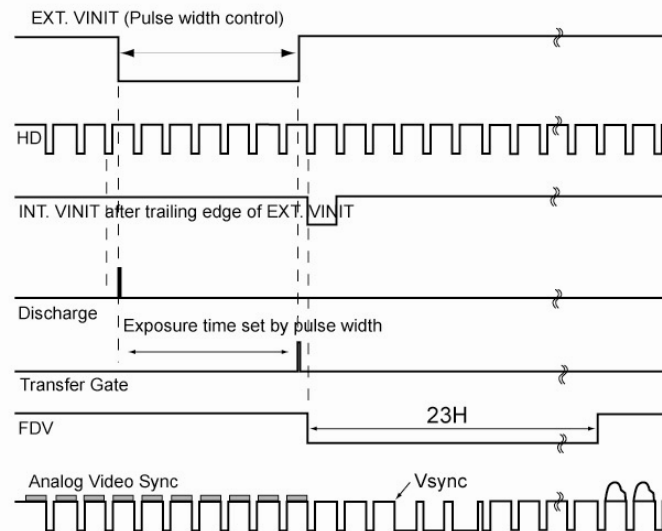 EXT. VINIT (Pulse width control)
HD
INT. VINIT after trailing edge of EXT. VINIT
Discharge
Exposure time set by pulse width
Transfer Gate
FDV
23H
Analog Video Sync
Vsync